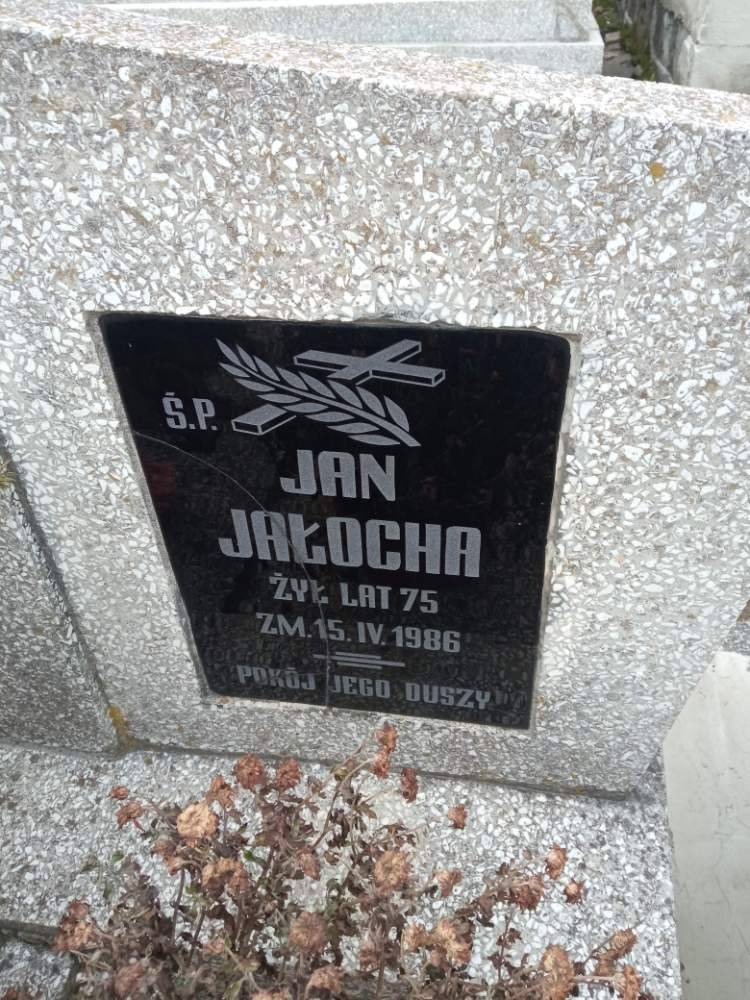 Ś.P.
JAN
JAŁOCHA
ŻYŁ LAT 75
ZM. 15. IV. 1986
POKÓJ JEGO DUSZY